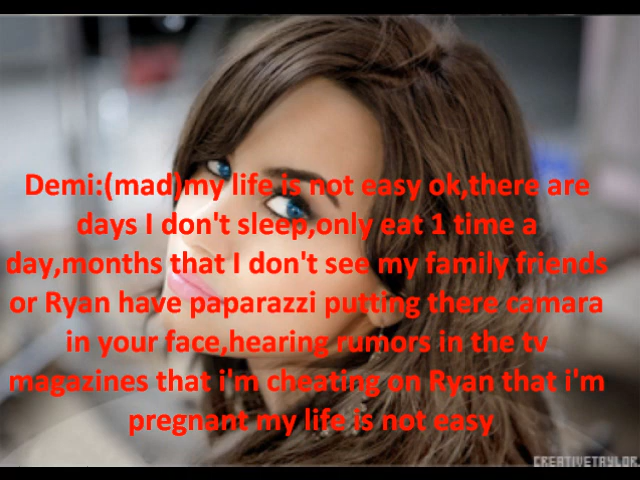 Demi:(mad)my life is not easy ok,there are
days I don't sleep,only eat 1 time a
day,months that I don't see my family friends
or Ryan have paparazzi putting there camara
in your face,hearing rumors in the tv
magazines that i'm cheating on Ryan that i'm
pregnant my life is not easy
CREATIVETAYLOR